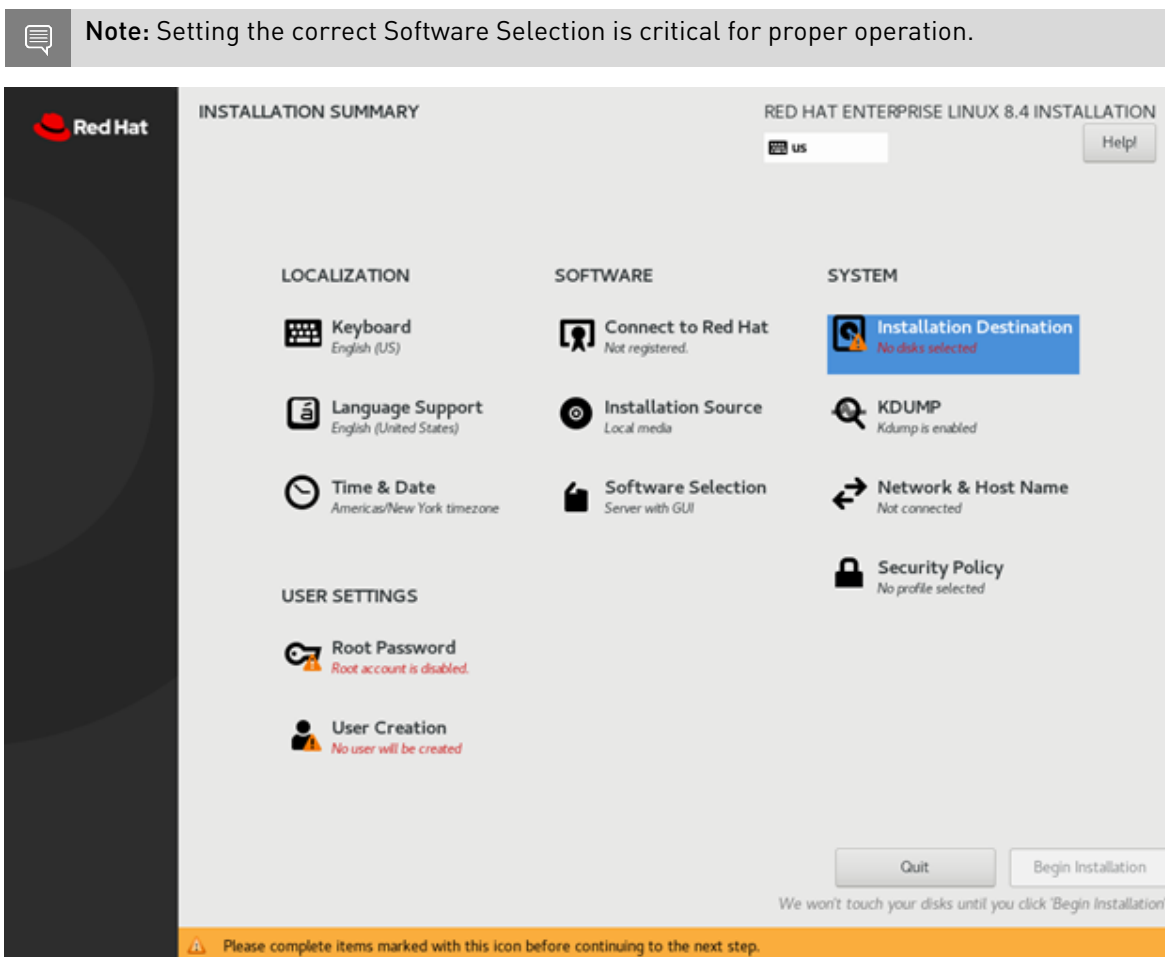 Note: Setting the correct Software Selection is critical for proper operation.
Red Hat
INSTALLATION SUMMARY
RED HAT ENTERPRISE LINUX 8.4 INSTALLATION
us
Help!
LOCALIZATION
Keyboard
English (US)
Language Support
English (United States)
Time & Date
Americas/New York timezone
SOFTWARE
Connect to Red Hat
Not registered.
Installation Source
Local media
Software Selection
Server with GUI
SYSTEM
Installation Destination
No disks selected
KDUMP
Kdump is enabled
Network & Host Name
Not connected
Security Policy
No profile selected
USER SETTINGS
Root Password
Root account is disabled.
User Creation
No user will be created
Quit
Begin Installation
We won't touch your disks until you click 'Begin Installation'
Please complete items marked with this icon before continuing to the next step.